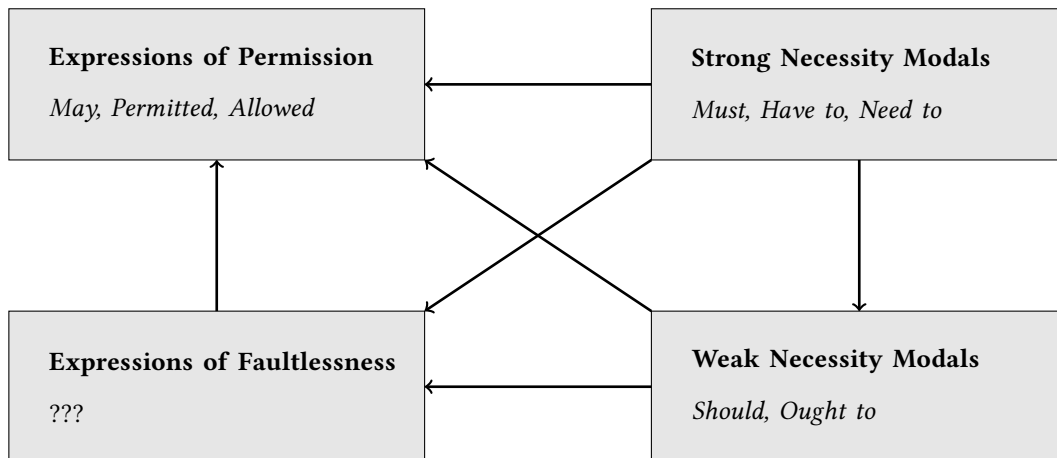 Expressions of Permission
May, Permitted, Allowed
Strong Necessity Modals
Must, Have to, Need to
Expressions of Faultlessness
???
Weak Necessity Modals
Should, Ought to